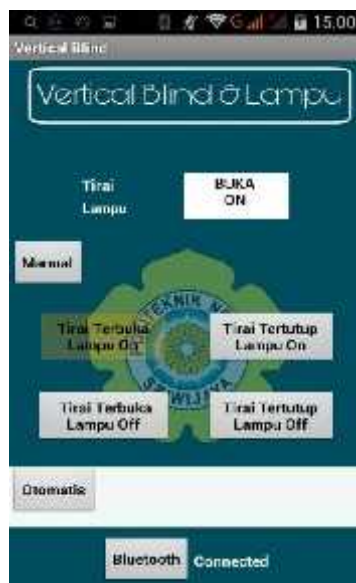 G 15.00
Vertical Blind
Vertical Blind & Lampu
Tirai BUKA
Lampu ON
Manual
Tirai Terbuka
Lampu On
Tirai Tertutup
Lampu On
Tirai Terbuka
Lampu Off
Tirai Tertutup
Lampu Off
Otomatis
Bluetooth Connected